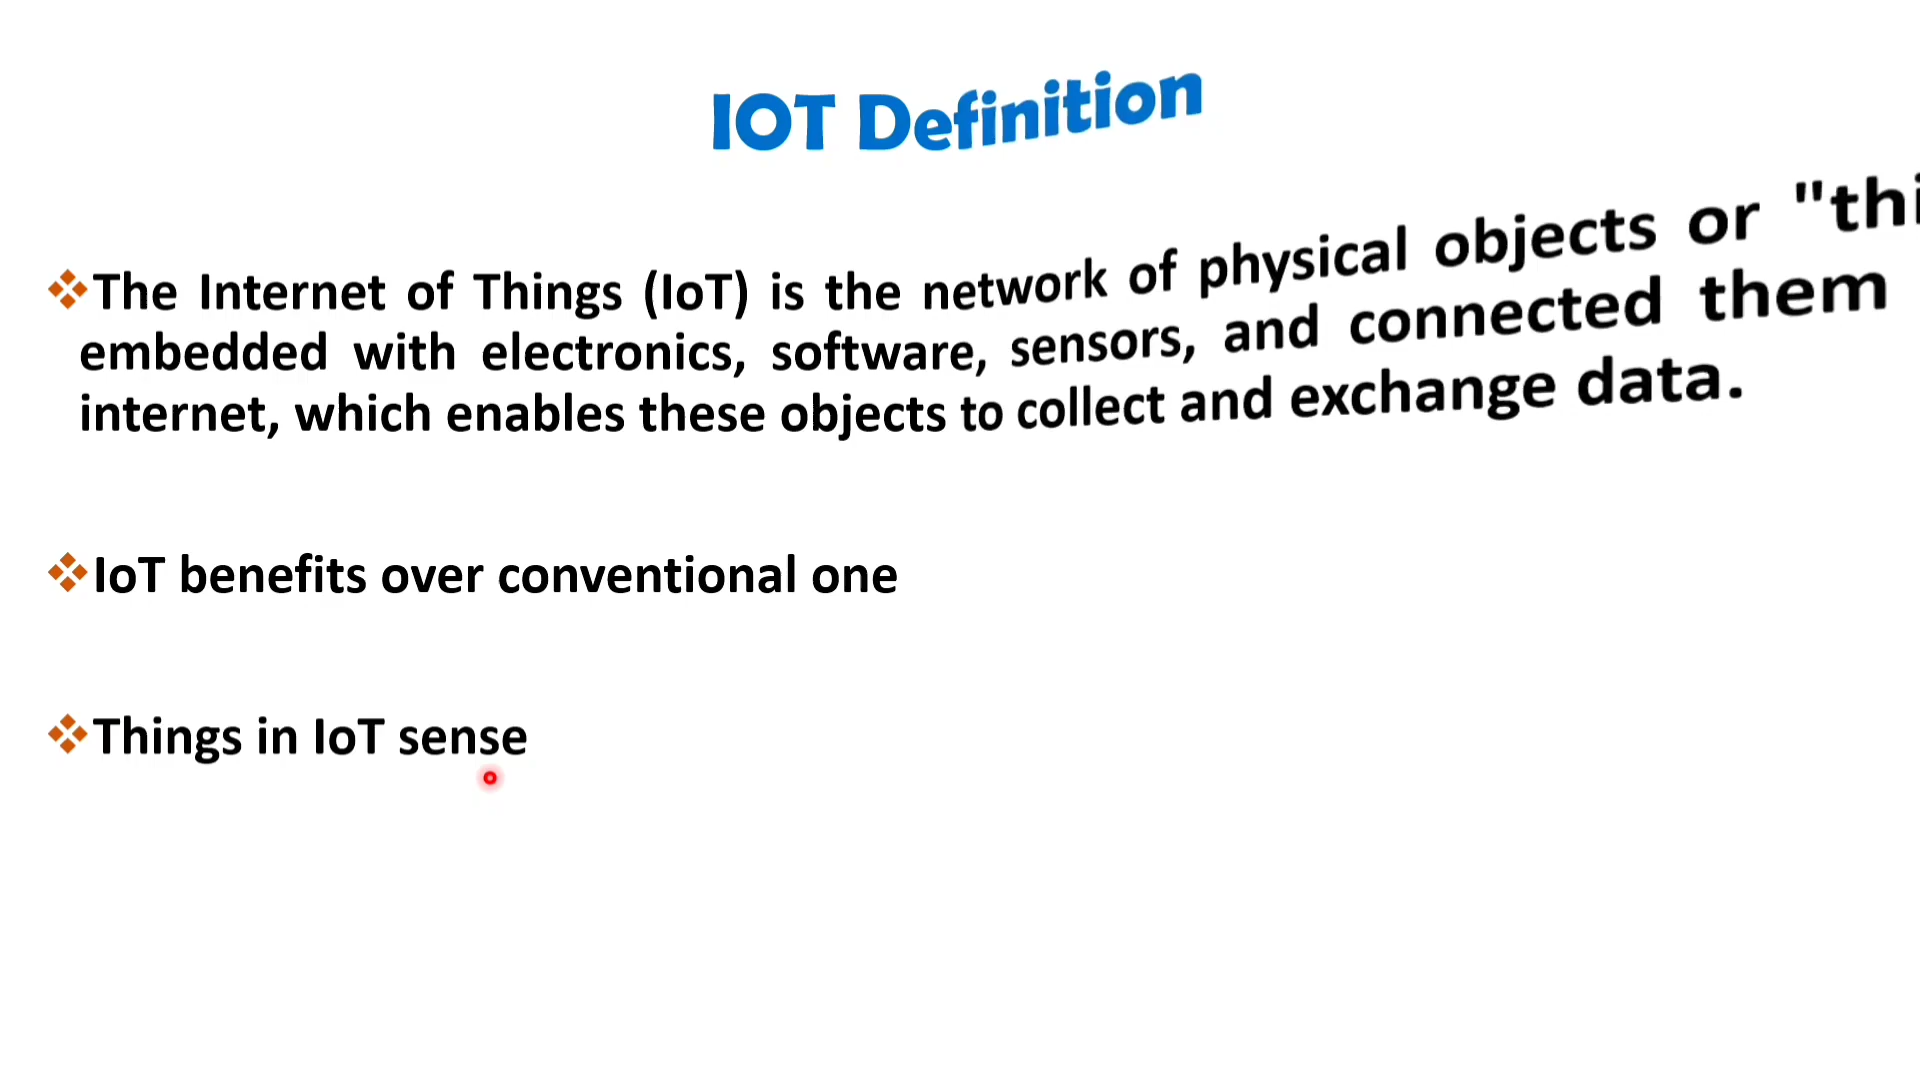 IOT Definition
The Internet of Things (IoT) is the network of physical objects or
embedded with electronics, software, sensors, and connected them
internet, which enables these objects to collect and exchange data.
IoT benefits over conventional one
Things in IoT sense